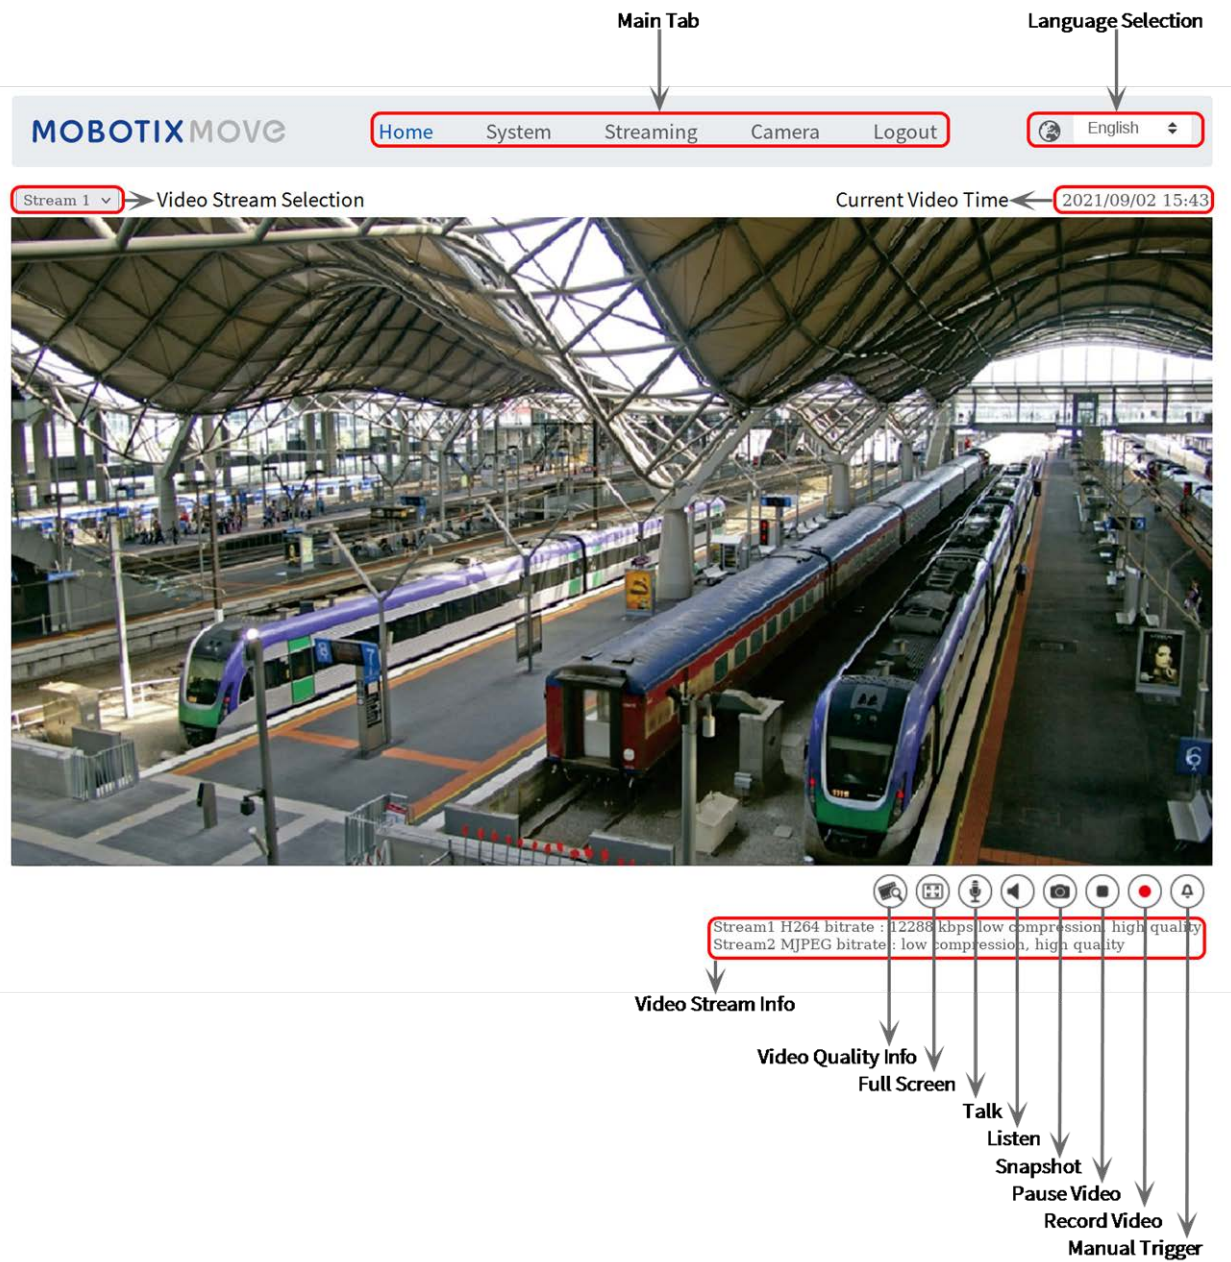 Main Tab
Language Selection
MOBOTIX MOVE
Home System Streaming Camera Logout
English
Stream 1
Video Stream Selection
Current Video Time
2021/09/02 15:43
8
7
6
Stream1 H264 bitrate : 12288 kbps low compression, high quality
Stream2 MJPEG bitrate : low compression, high quality
Video Stream Info
Video Quality Info
Full Screen
Talk
Listen
Snapshot
Pause Video
Record Video
Manual Trigger